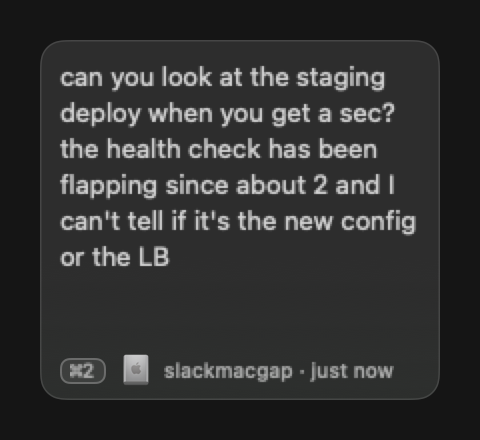 can you look at the staging
deploy when you get a sec?
the health check has been
flapping since about 2 and I
can't tell if it's the new config
or the LB
⌘2 slackmacgap · just now